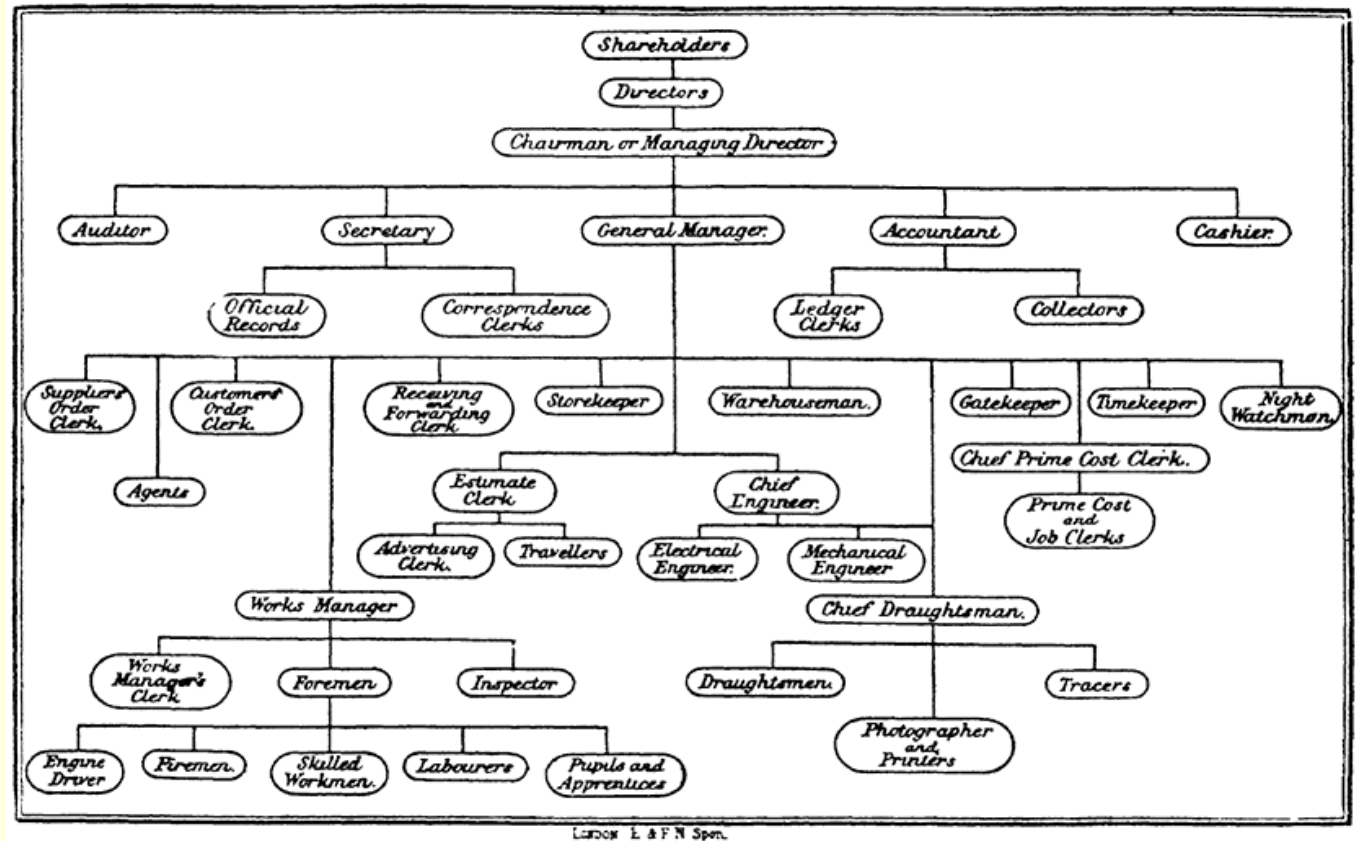 Shareholders
Directors
Chairman or Managing Director
Auditor
Secretary
General Manager.
Accountant
Cashier.
Official
Records
Correspondence
Clerks
Ledger
Clerks
Collectors
Suppliers'
Order
Clerk.
Agents
Customers'
Order
Clerk.
Receiving
and
Forwarding
Clerk
Storekeeper
Warehouseman.
Gatekeeper
Timekeeper
Night
Watchman.
Chief Prime Cost Clerk.
Prime Cost
and
Job Clerks
Estimate
Clerk
Chief
Engineer.
Advertising
Clerk.
Travellers
Electrical
Engineer.
Mechanical
Engineer
Works Manager
Chief Draughtsman.
Works
Manager's
Clerk
Foremen
Inspector
Draughtsmen.
Tracers
Photographer
and
Printers
Engine
Driver
Firemen.
Skilled
Workmen.
Labourers
Pupils and
Apprentices
London E & F N Spon.